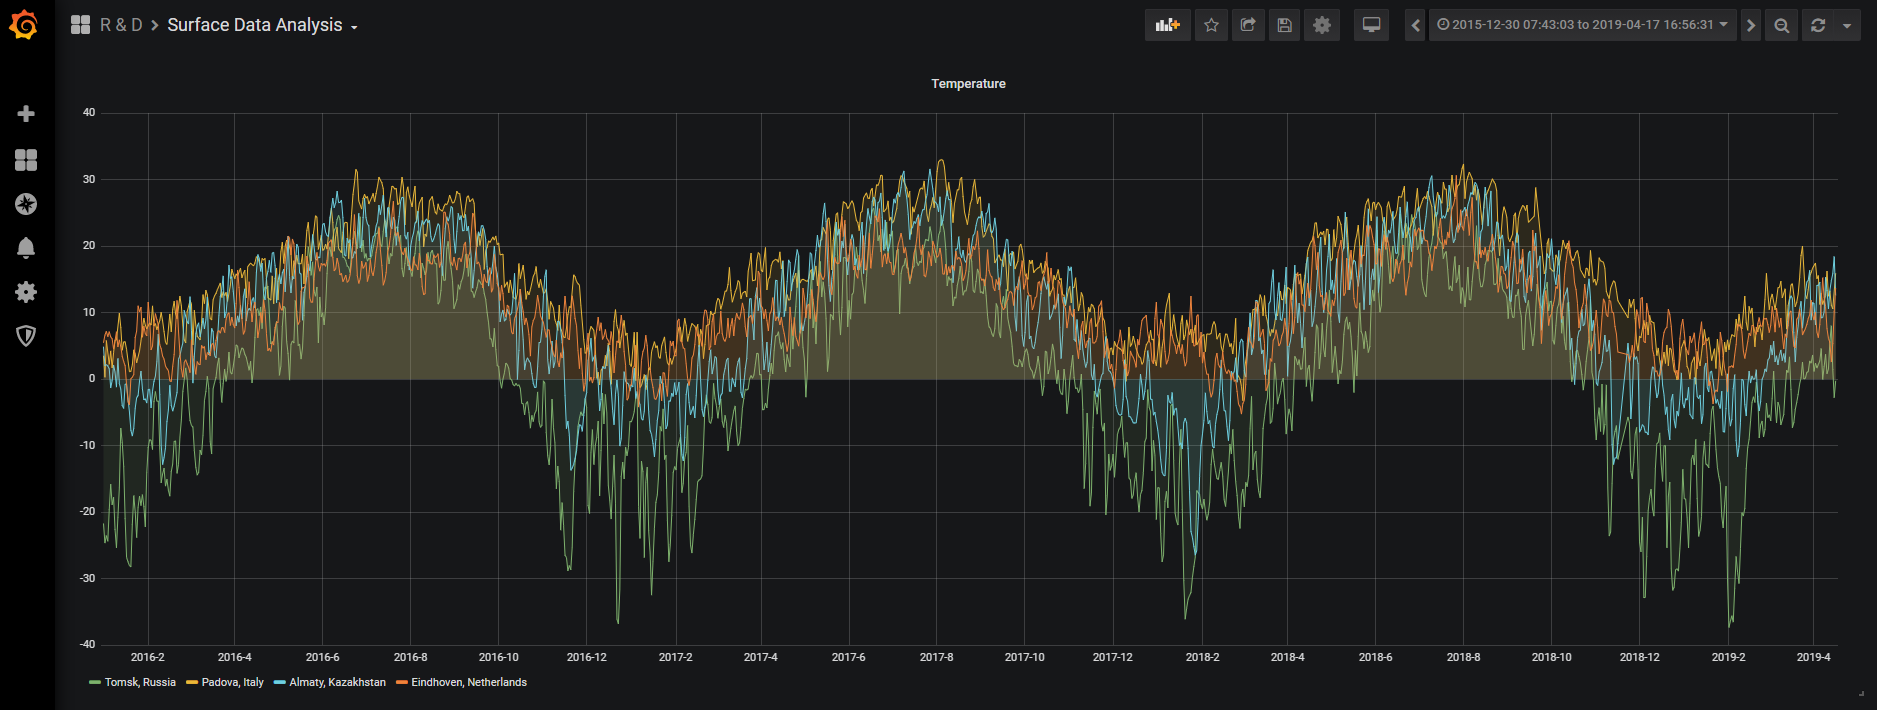 R & D > Surface Data Analysis
2015-12-30 07:43:03 to 2019-04-17 16:56:31
Temperature
40
30
20
10
0
-10
-20
-30
-40
2016-2 2016-4 2016-6 2016-8 2016-10 2016-12 2017-2 2017-4 2017-6 2017-8 2017-10 2017-12 2018-2 2018-4 2018-6 2018-8 2018-10 2018-12 2019-2 2019-4
Tomsk, Russia Padova, Italy Almaty, Kazakhstan Eindhoven, Netherlands